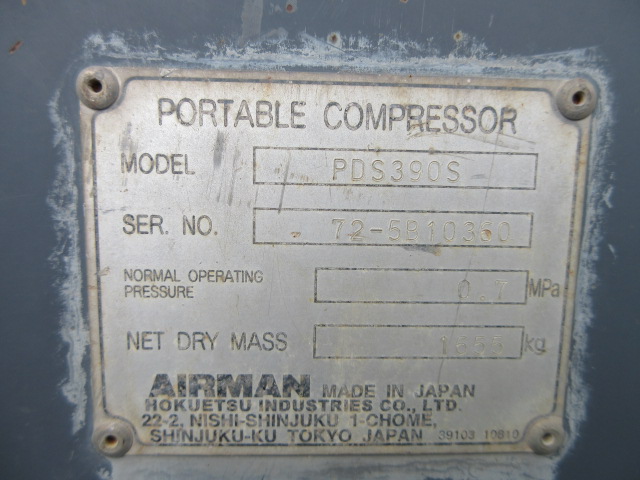 PORTABLE COMPRESSOR
MODEL PDS390S
SER. NO. 72-5B10360
NORMAL OPERATING PRESSURE 0.7 MPa
NET DRY MASS kg
AIRMAN MADE IN JAPAN
HOKUETSU INDUSTRIES CO., LTD.
22-2, NISHI-SHINJUKU 1-CHOME,
SHINJUKU-KU TOKYO JAPAN 39103